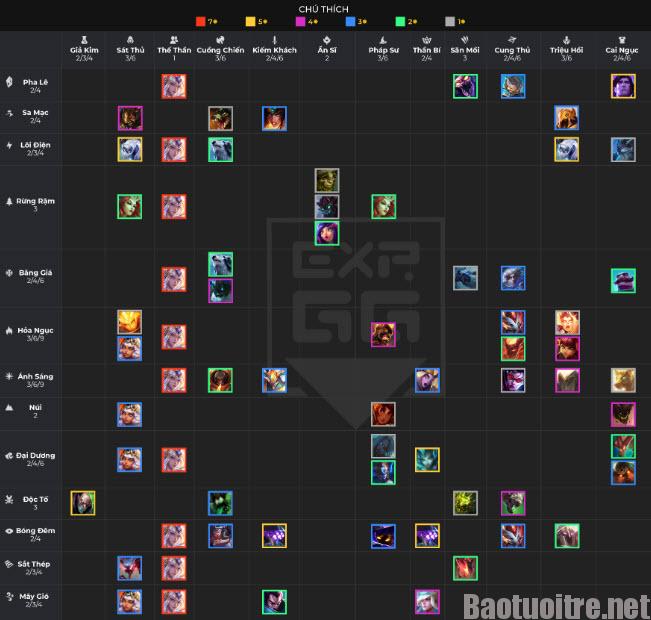 CHÚ THÍCH
7 5 4 3 2 1
Giả Kim Sát Thủ Thể Thần Cuồng Chiến Kiếm Khách Ẩn Sĩ Pháp Sư Thần Bí Săn Mồi Cung Thủ Triệu Hồi Cai Ngục
2/3/4 3/6 1 3/6 2/4/6 2 3/6 2/4 3 2/4/6 3/6 2/4/6
Pha Lê
2/4
Sa Mạc
2/4
Lôi Điện
2/3/4
Rừng Rậm
3
Băng Giá
2/4/6
Hỏa Ngục
3/6/9
Ánh Sáng
3/6/9
Núi
2
Đại Dương
2/4/6
Độc Tố
3
Bóng Đêm
2/4
Sắt Thép
2/3/4
Mây Gió
2/3/4
EXP.
GG
Baotuoitre.net